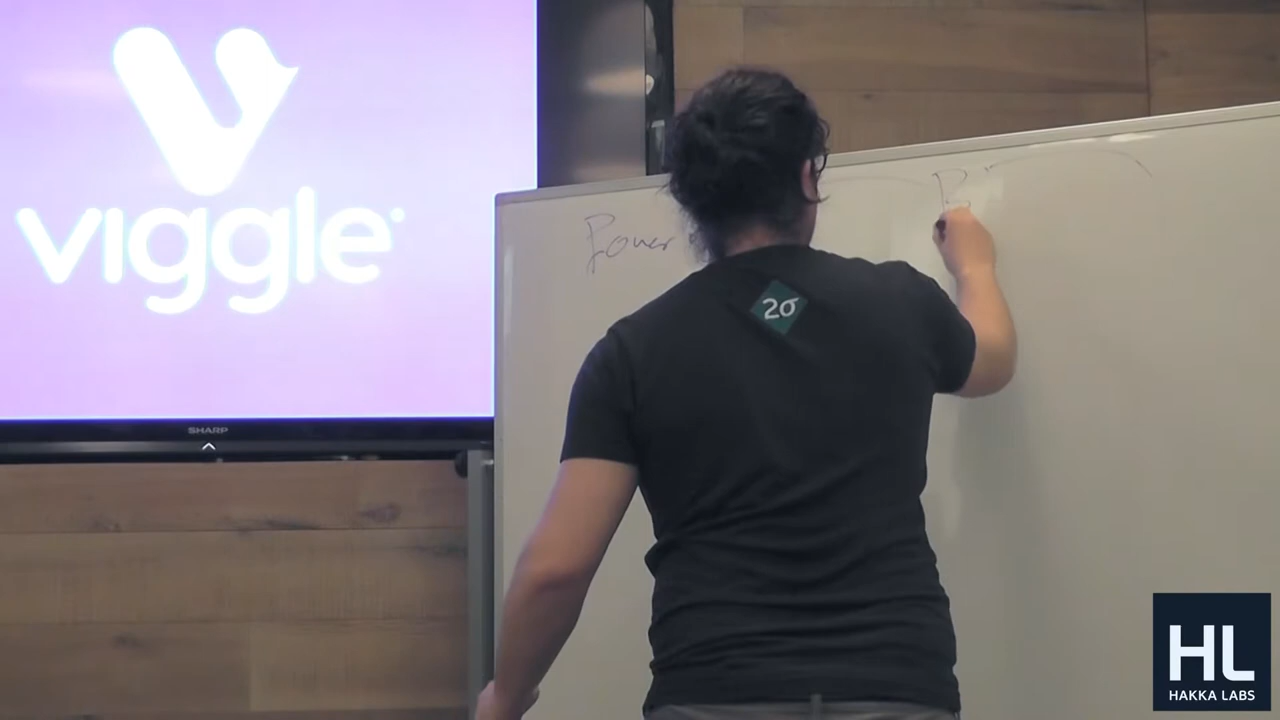 viggle
SHARP
Power
2σ
HL
HAKKA LABS